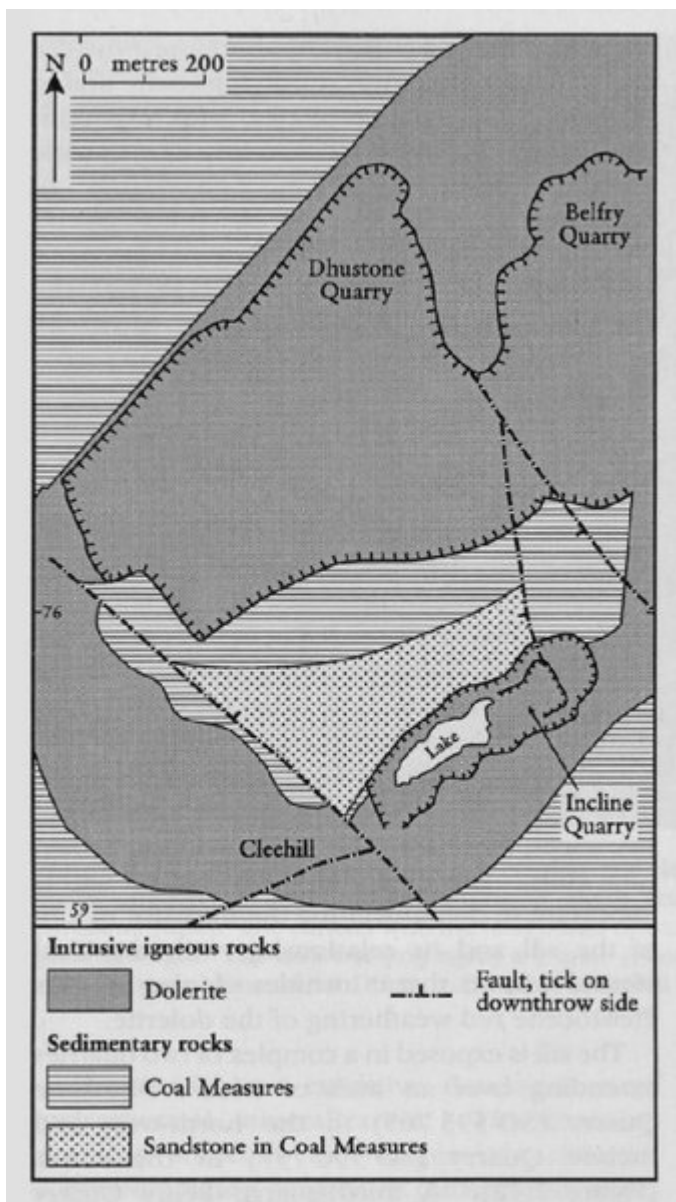 N 0 metres 200
Belfry
Quarry
Dhustone
Quarry
76
Lake
Incline
Quarry
Cleehill
59
Intrusive igneous rocks
Dolerite
Fault, tick on
downthrow side
Sedimentary rocks
Coal Measures
Sandstone in Coal Measures